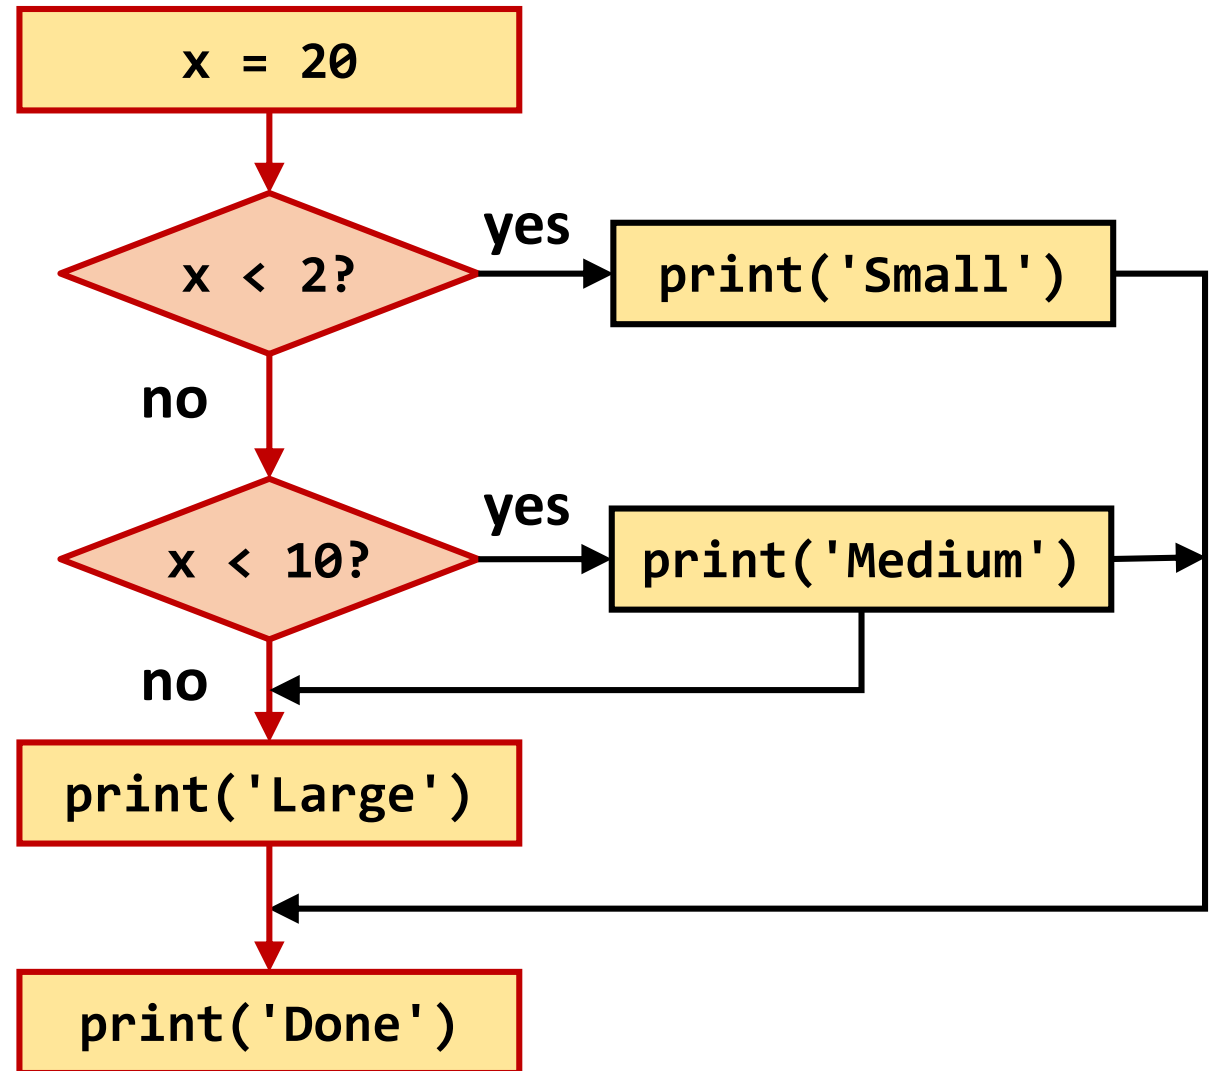 x = 20
x < 2?
yes
print('Small')
no
x < 10?
yes
print('Medium')
no
print('Large')
print('Done')